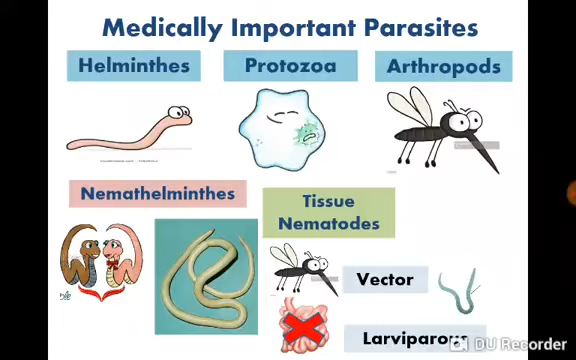 Medically Important Parasites
Helminthes
Protozoa
Arthropods
Nemathelminthes
Tissue
Nematodes
Vector
Larviparous
DU Recorder